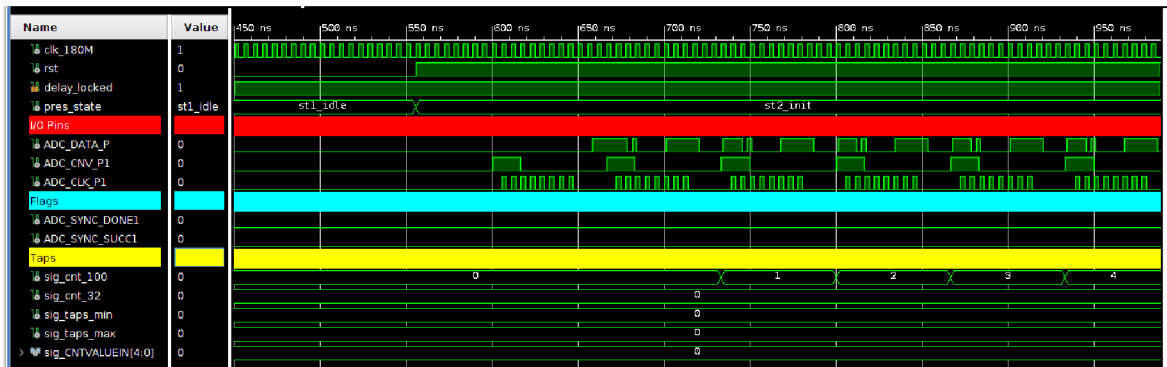 Name Value 450 ns 500 ns 550 ns 600 ns 650 ns 700 ns 750 ns 800 ns 850 ns 900 ns 950 ns
clk_180M 1
rst 0
delay_locked 1
pres_state st1_idle st1_idle st2_init
I/O Pins
ADC_DATA_P 0
ADC_CNV_P1 0
ADC_CLK_P1 0
Flags
ADC_SYNC_DONE1 0
ADC_SYNC_SUCC1 0
Taps
sig_cnt_100 0 0 1 2 3 4
sig_cnt_32 0 0
sig_taps_min 0 0
sig_taps_max 0 0
> sig_CNTVALUEIN[4:0] 0 0